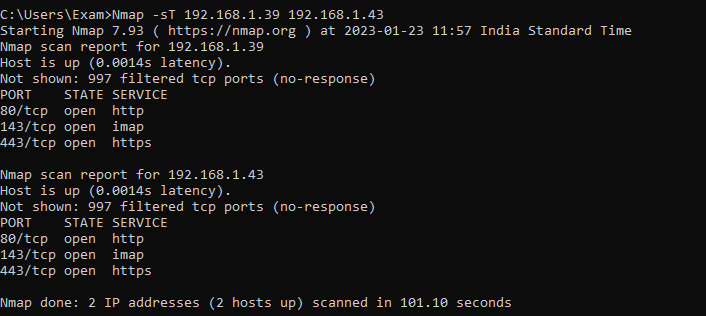 C:\Users\Exam>Nmap -sT 192.168.1.39 192.168.1.43
Starting Nmap 7.93 ( https://nmap.org ) at 2023-01-23 11:57 India Standard Time
Nmap scan report for 192.168.1.39
Host is up (0.0014s latency).
Not shown: 997 filtered tcp ports (no-response)
PORT    STATE SERVICE
80/tcp  open  http
143/tcp open  imap
443/tcp open  https

Nmap scan report for 192.168.1.43
Host is up (0.0014s latency).
Not shown: 997 filtered tcp ports (no-response)
PORT    STATE SERVICE
80/tcp  open  http
143/tcp open  imap
443/tcp open  https

Nmap done: 2 IP addresses (2 hosts up) scanned in 101.10 seconds